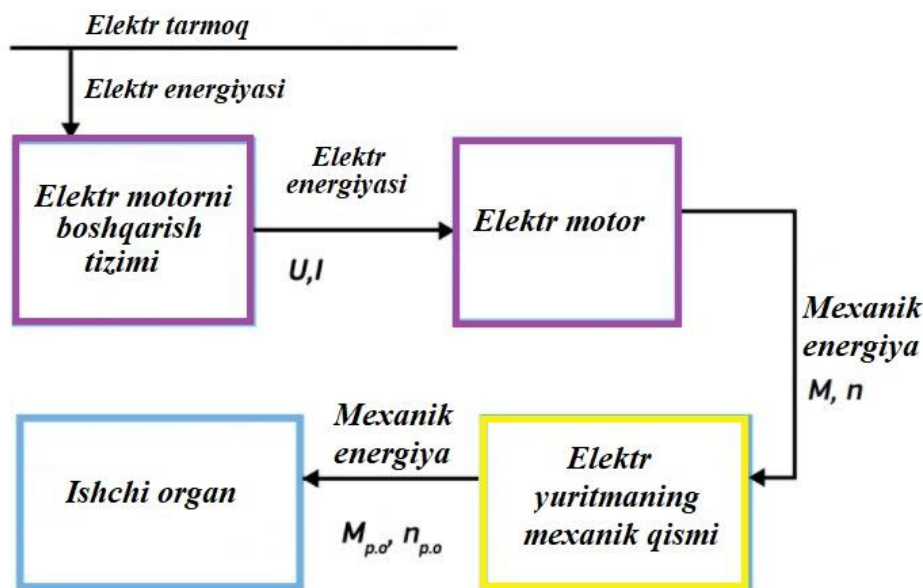 Elektr tarmoq
Elektr energiyasi
Elektr motorni
boshqarish
tizimi
Elektr
energiyasi
U,I
Elektr motor
Mexanik
energiya
M, n
Elektr
yuritmaning
mexanik qismi
Mexanik
energiya
Mp.o, np.o
Ishchi organ